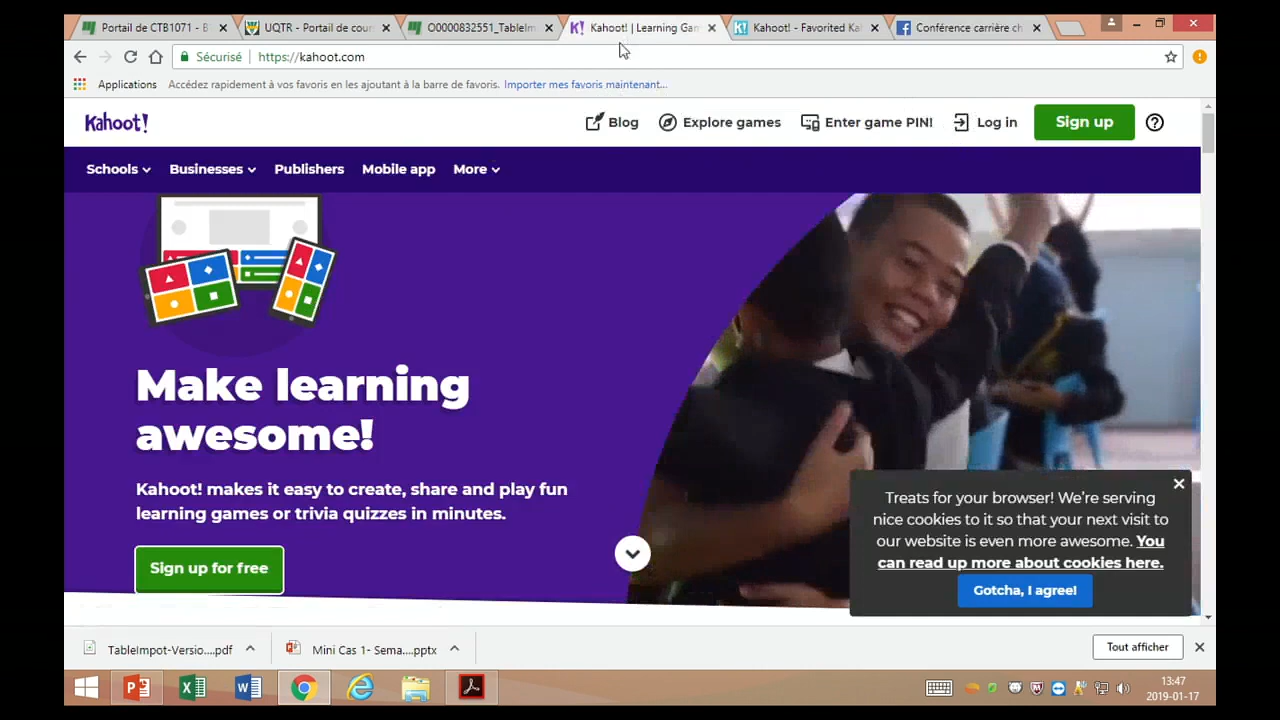 Portail de CTB1071 - B
UQTR - Portail de cour
O0000832551_TableIm
Kahoot! | Learning Gam
Kahoot! - Favorited Ka
Conférence carrière ch
Sécurisé
https://kahoot.com
Applications
Accédez rapidement à vos favoris en les ajoutant à la barre de favoris.
Importer mes favoris maintenant...
Kahoot!
Blog
Explore games
Enter game PIN!
Log in
Sign up
Schools
Businesses
Publishers
Mobile app
More
Make learning
awesome!
Kahoot! makes it easy to create, share and play fun
learning games or trivia quizzes in minutes.
Sign up for free
Treats for your browser! We're serving
nice cookies to it so that your next visit to
our website is even more awesome. You
can read up more about cookies here.
Gotcha, I agree!
TableImpot-Versio....pdf
Mini Cas 1- Sema....pptx
Tout afficher
13:47
2019-01-17